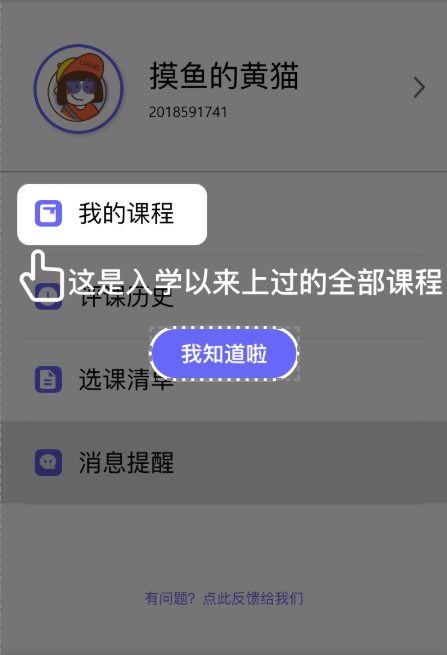 LIANG
摸鱼的黄猫
2018591741
我的课程
这是入学以来上过的全部课程
评课历史
我知道啦
选课清单
消息提醒
有问题？点此反馈给我们